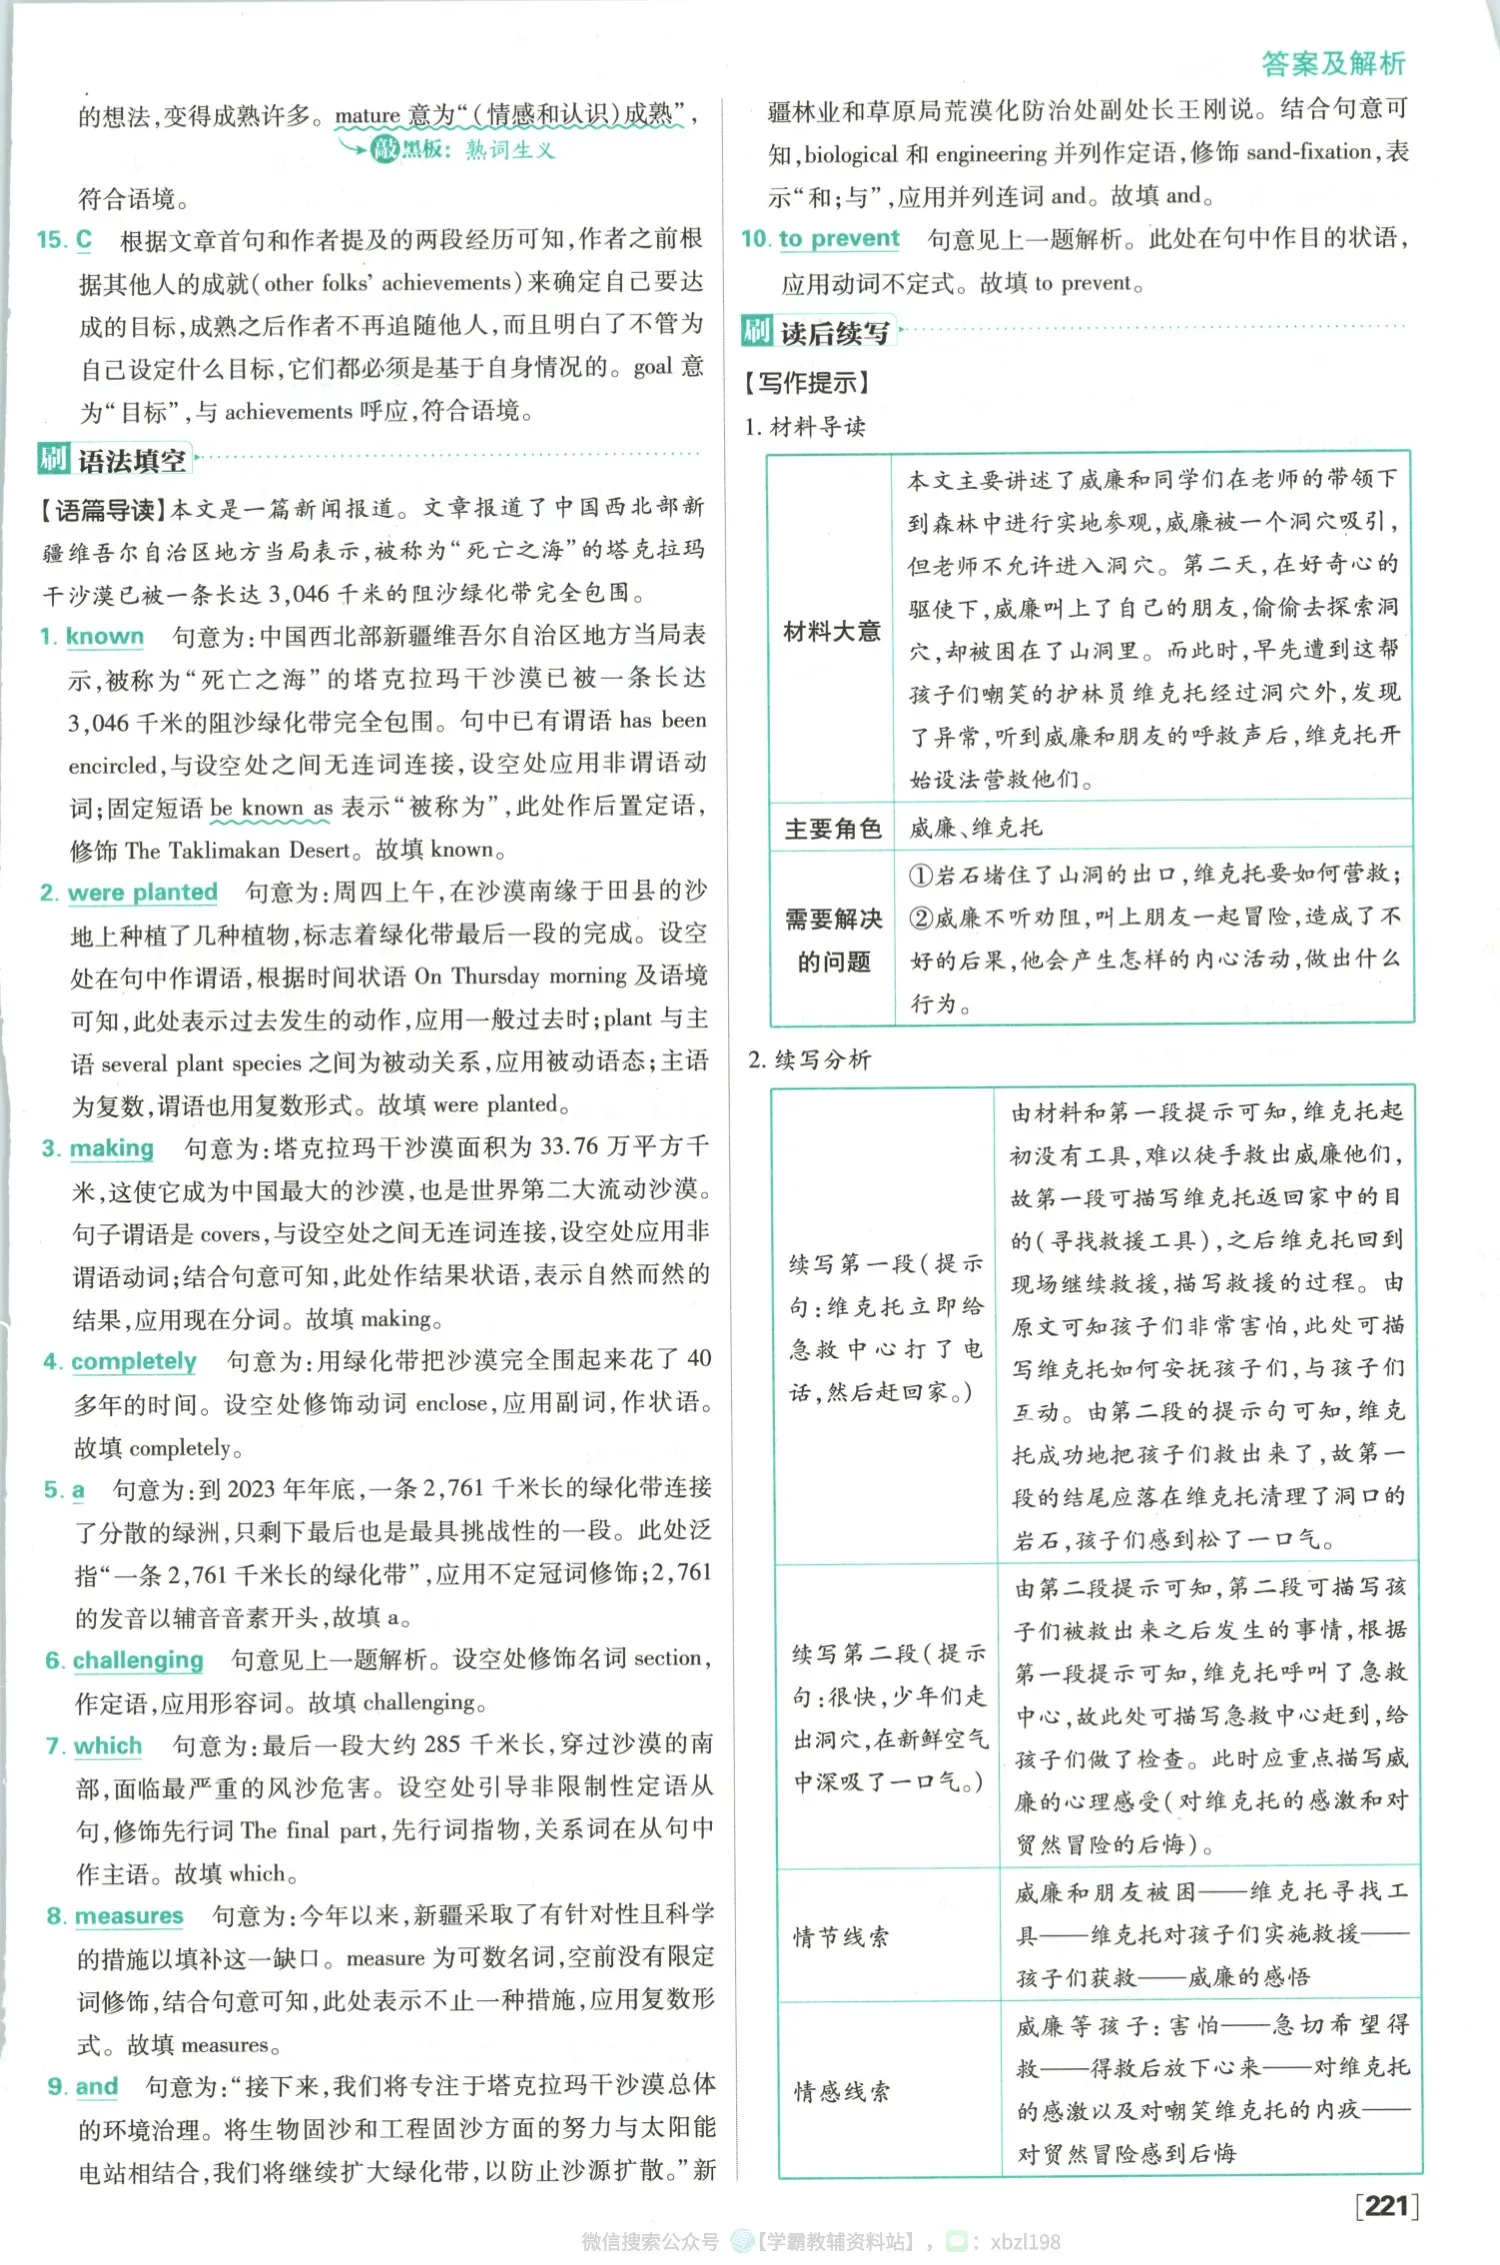 答案及解析
的想法,变得成熟许多。mature 意为“(情感和认识)成熟”,
敲黑板：熟词生义
符合语境。
15. C 根据文章首句和作者提及的两段经历可知,作者之前根
据其他人的成就(other folks’ achievements)来确定自己要达
成的目标,成熟之后作者不再追随他人,而且明白了不管为
自己设定什么目标,它们都必须是基于自身情况的。goal 意
为“目标”,与 achievements 呼应,符合语境。
刷 语法填空
【语篇导读】本文是一篇新闻报道。文章报道了中国西北部新
疆维吾尔自治区地方当局表示,被称为“死亡之海”的塔克拉玛
干沙漠已被一条长达 3,046 千米的阻沙绿化带完全包围。
1. known 句意为:中国西北部新疆维吾尔自治区地方当局表
示,被称为“死亡之海”的塔克拉玛干沙漠已被一条长达
3,046 千米的阻沙绿化带完全包围。句中已有谓语 has been
encircled,与设空处之间无连词连接,设空处应用非谓语动
词;固定短语 be known as 表示“被称为”,此处作后置定语,
修饰 The Taklimakan Desert。故填 known。
2. were planted 句意为:周四上午,在沙漠南缘于田县的沙
地上种植了几种植物,标志着绿化带最后一段的完成。设空
处在句中作谓语,根据时间状语 On Thursday morning 及语境
可知,此处表示过去发生的动作,应用一般过去时;plant 与主
语 several plant species 之间为被动关系,应用被动语态;主语
为复数,谓语也用复数形式。故填 were planted。
3. making 句意为:塔克拉玛干沙漠面积为 33.76 万平方千
米,这使它成为中国最大的沙漠,也是世界第二大流动沙漠。
句子谓语是 covers,与设空处之间无连词连接,设空处应用非
谓语动词;结合句意可知,此处作结果状语,表示自然而然的
结果,应用现在分词。故填 making。
4. completely 句意为:用绿化带把沙漠完全围起来花了 40
多年的时间。设空处修饰动词 enclose,应用副词,作状语。
故填 completely。
5. a 句意为:到 2023 年年底,一条 2,761 千米长的绿化带连接
了分散的绿洲,只剩下最后也是最具挑战性的一段。此处泛
指“一条 2,761 千米长的绿化带”,应用不定冠词修饰;2,761
的发音以辅音音素开头,故填 a。
6. challenging 句意见上一题解析。设空处修饰名词 section,
作定语,应用形容词。故填 challenging。
7. which 句意为:最后一段大约 285 千米长,穿过沙漠的南
部,面临最严重的风沙危害。设空处引导非限制性定语从
句,修饰先行词 The final part,先行词指物,关系词在从句中
作主语。故填 which。
8. measures 句意为:今年以来,新疆采取了有针对性且科学
的措施以填补这一缺口。measure 为可数名词,空前没有限定
词修饰,结合句意可知,此处表示不止一种措施,应用复数形
式。故填 measures。
9. and 句意为:“接下来,我们将专注于塔克拉玛干沙漠总体
的环境治理。将生物固沙和工程固沙方面的努力与太阳能
电站相结合,我们将继续扩大绿化带,以防止沙源扩散。”新
疆林业和草原局荒漠化防治处副处长王刚说。结合句意可
知,biological 和 engineering 并列作定语,修饰 sand-fixation,表
示“和;与”,应用并列连词 and。故填 and。
10. to prevent 句意见上一题解析。此处在句中作目的状语,
应用动词不定式。故填 to prevent。
刷 读后续写
【写作提示】
1. 材料导读
材料大意
本文主要讲述了威廉和同学们在老师的带领下
到森林中进行实地参观,威廉被一个洞穴吸引,
但老师不允许进入洞穴。第二天,在好奇心的
驱使下,威廉叫上了自己的朋友,偷偷去探索洞
穴,却被困在了山洞里。而此时,早先遭到这帮
孩子们嘲笑的护林员维克托经过洞穴外,发现
了异常,听到威廉和朋友的呼救声后,维克托开
始设法营救他们。
主要角色
威廉、维克托
需要解决
的问题
①岩石堵住了山洞的出口,维克托要如何营救;
②威廉不听劝阻,叫上朋友一起冒险,造成了不
好的后果,他会产生怎样的内心活动,做出什么
行为。
2. 续写分析
续写第一段(提示
句:维克托立即给
急救中心打了电
话,然后赶回家。)
由材料和第一段提示可知,维克托起
初没有工具,难以徒手救出威廉他们,
故第一段可描写维克托返回家中的目
的(寻找救援工具),之后维克托回到
现场继续救援,描写救援的过程。由
原文可知孩子们非常害怕,此处可描
写维克托如何安抚孩子们,与孩子们
互动。由第二段的提示句可知,维克
托成功地把孩子们救出来了,故第一
段的结尾应落在维克托清理了洞口的
岩石,孩子们感到松了一口气。
续写第二段(提示
句:很快,少年们走
出洞穴,在新鲜空气
中深吸了一口气。)
由第二段提示可知,第二段可描写孩
子们被救出来之后发生的事情,根据
第一段提示可知,维克托呼叫了急救
中心,故此处可描写急救中心赶到,给
孩子们做了检查。此时应重点描写威
廉的心理感受(对维克托的感激和对
贸然冒险的后悔)。
情节线索
威廉和朋友被困——维克托寻找工
具——维克托对孩子们实施救援——
孩子们获救——威廉的感悟
情感线索
威廉等孩子:害怕——急切希望得
救——得救后放下心来——对维克托
的感激以及对嘲笑维克托的内疚——
对贸然冒险感到后悔
[221]
微信搜索公众号 【学霸教辅资料站】，：xbzl198